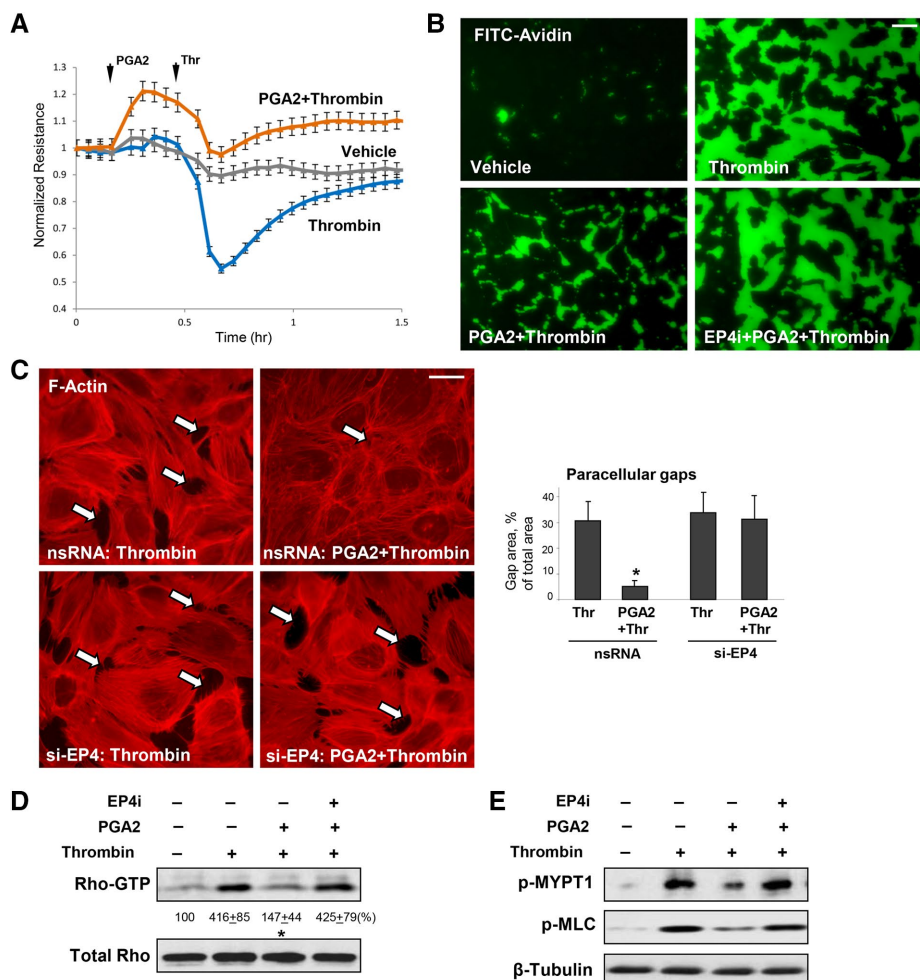 A
PGA2
Thr
1.3
1.2
1.1
1
0.9
0.8
0.7
0.6
0.5
0.4
Normalized Resistance
PGA2+Thrombin
Vehicle
Thrombin
0
0.5
1
1.5
Time (hr)
B
FITC-Avidin
Vehicle
Thrombin
PGA2+Thrombin
EP4i+PGA2+Thrombin
C
F-Actin
nsRNA: Thrombin
nsRNA: PGA2+Thrombin
si-EP4: Thrombin
si-EP4: PGA2+Thrombin
Paracellular gaps
Gap area, %
of total area
40
30
20
10
0
*
Thr
PGA2
+Thr
Thr
PGA2
+Thr
nsRNA
si-EP4
D
EP4i – – – +
PGA2 – – + +
Thrombin – + + +
Rho-GTP
100 416±85 147±44 425±79(%)
*
Total Rho
E
EP4i – – – +
PGA2 – – + +
Thrombin – + + +
p-MYPT1
p-MLC
β-Tubulin